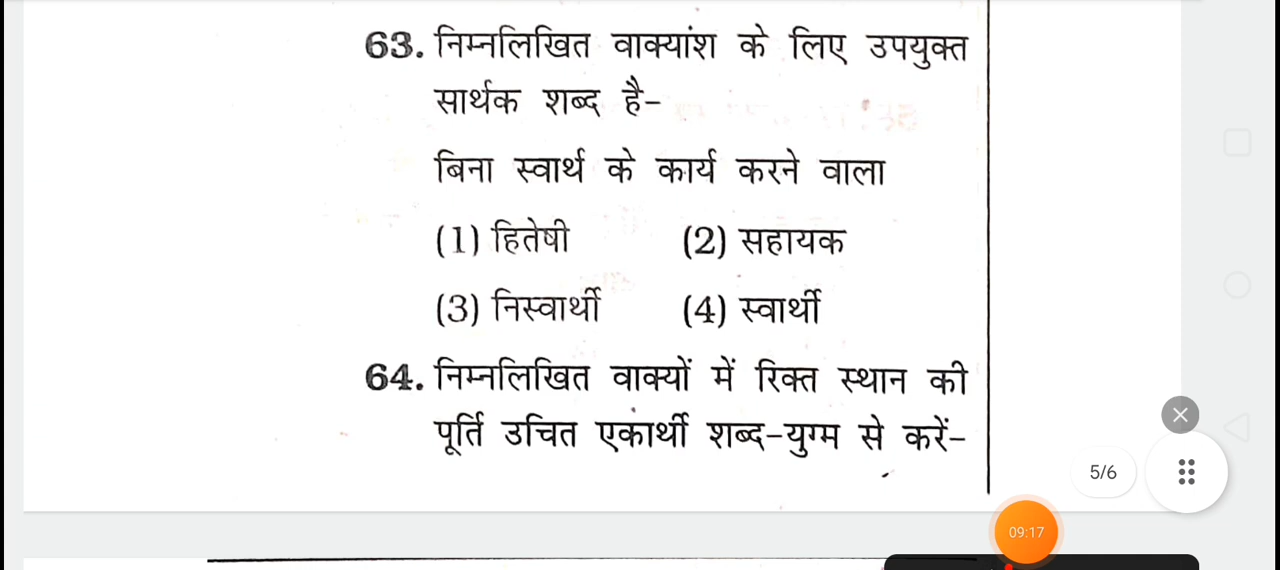 63. निम्नलिखित वाक्यांश के लिए उपयुक्त
सार्थक शब्द है-
बिना स्वार्थ के कार्य करने वाला
(1) हितेषी (2) सहायक
(3) निस्वार्थी (4) स्वार्थी
64. निम्नलिखित वाक्यों में रिक्त स्थान की
पूर्ति उचित एकार्थी शब्द-युग्म से करें-
5/6
09:17